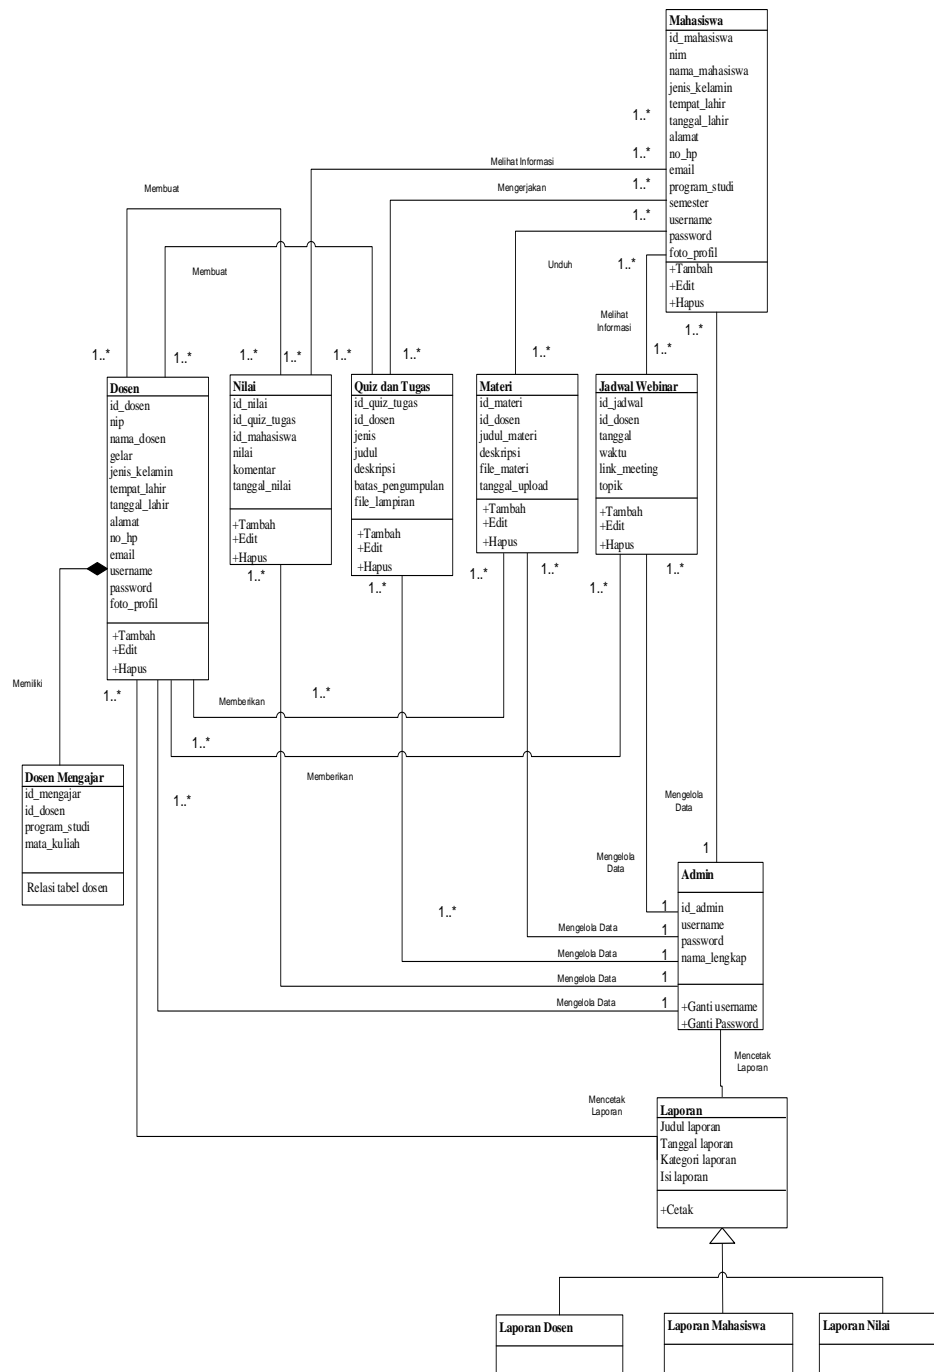 Mahasiswa
id_mahasiswa
nim
nama_mahasiswa
jenis_kelamin
tempat_lahir
tanggal_lahir
alamat
no_hp
email
program_studi
semester
username
password
foto_profil
+Tambah
+Edit
+Hapus
1..*
1..*
1..*
1..*
1..*
1..*
Melihat Informasi
Mengerjakan
Unduh
Melihat
Informasi
Membuat
Membuat
1..*
1..*
1..*
1..*
1..*
1..*
1..*
1..*
Dosen
id_dosen
nip
nama_dosen
gelar
jenis_kelamin
tempat_lahir
tanggal_lahir
alamat
no_hp
email
username
password
foto_profil
+Tambah
+Edit
+Hapus
Nilai
id_nilai
id_quiz_tugas
id_mahasiswa
nilai
komentar
tanggal_nilai
+Tambah
+Edit
+Hapus
Quiz dan Tugas
id_quiz_tugas
id_dosen
jenis
judul
deskripsi
batas_pengumpulan
file_lampiran
+Tambah
+Edit
+Hapus
Materi
id_materi
id_dosen
judul_materi
deskripsi
file_materi
tanggal_upload
+Tambah
+Edit
+Hapus
Jadwal Webinar
id_jadwal
id_dosen
tanggal
waktu
link_meeting
topik
+Tambah
+Edit
+Hapus
1..*
1..*
1..*
1..*
1..*
1..*
Memiliki
1..*
1..*
Memberikan
1..*
Memberikan
1..*
Dosen Mengajar
id_mengajar
id_dosen
program_studi
mata_kuliah
Relasi tabel dosen
Mengelola
Data
1
Mengelola
Data
1
1..*
Mengelola Data
1
Mengelola Data
1
Mengelola Data
1
Mengelola Data
1
Admin
id_admin
username
password
nama_lengkap
+Ganti username
+Ganti Password
Mencetak
Laporan
Mencetak
Laporan
Laporan
Judul laporan
Tanggal laporan
Kategori laporan
Isi laporan
+Cetak
Laporan Dosen
Laporan Mahasiswa
Laporan Nilai